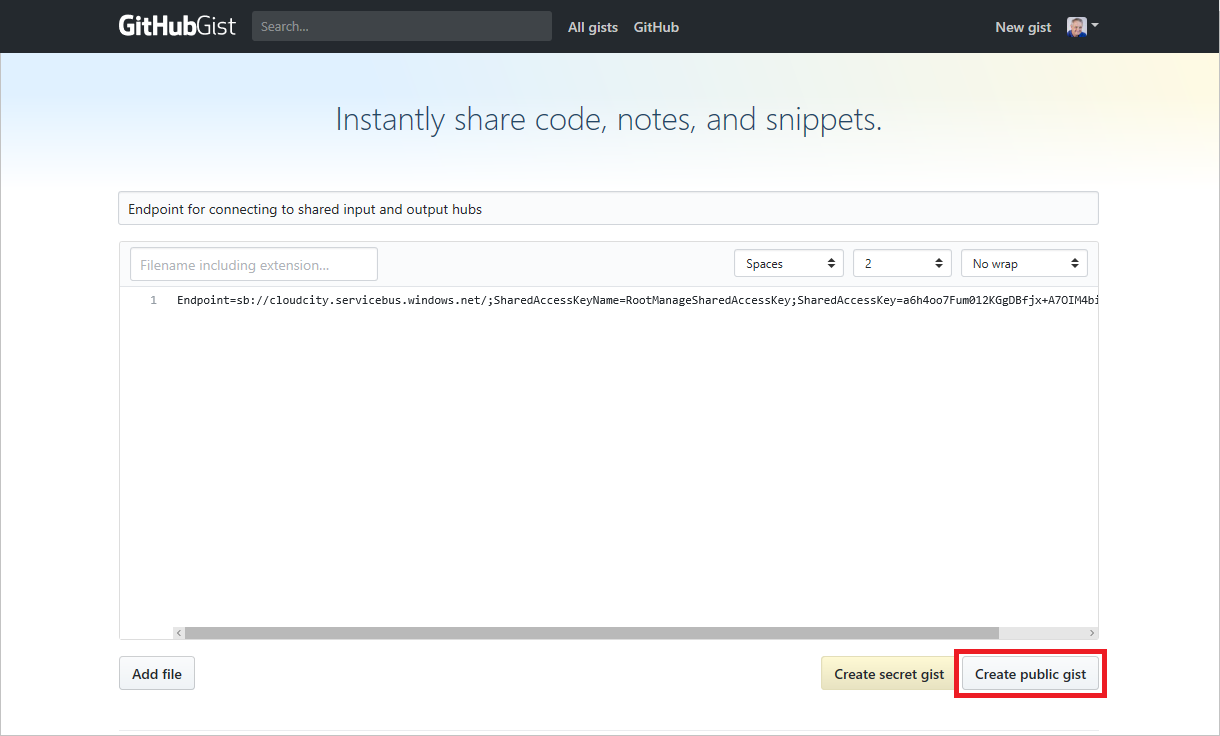 GitHubGist Search... All gists GitHub New gist
Instantly share code, notes, and snippets.
Endpoint for connecting to shared input and output hubs
Filename including extension... Spaces 2 No wrap
1 Endpoint=sb://cloudcity.servicebus.windows.net/;SharedAccessKeyName=RootManageSharedAccessKey;SharedAccessKey=a6h4oo7Fum012KGgDBfjx+A7OIM4bi
Add file Create secret gist Create public gist